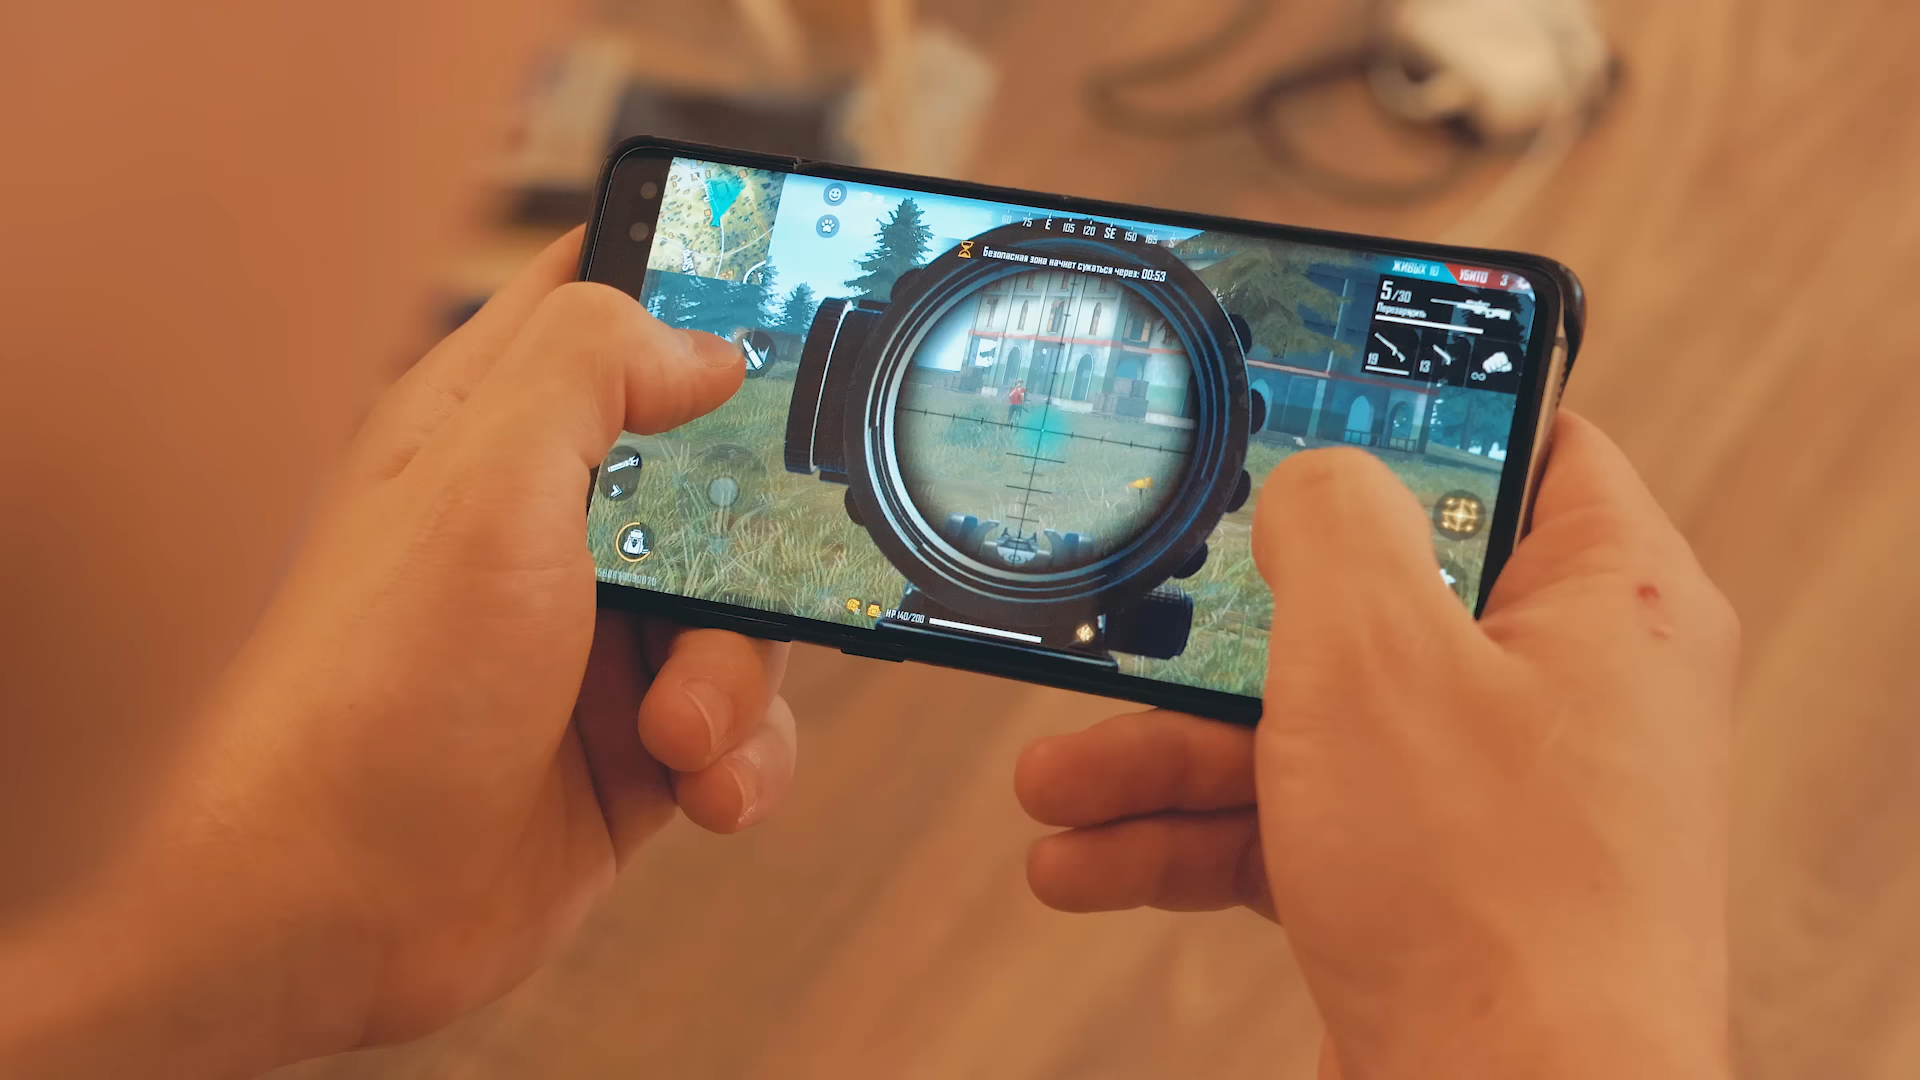 75 E 105 120 SE 150 165 S
Безопасная зона начнет сужаться через: 00:53
ЖИВЫХ 10
УБИТО 3
5/30
Перезарядить
19
13
HP 140/200